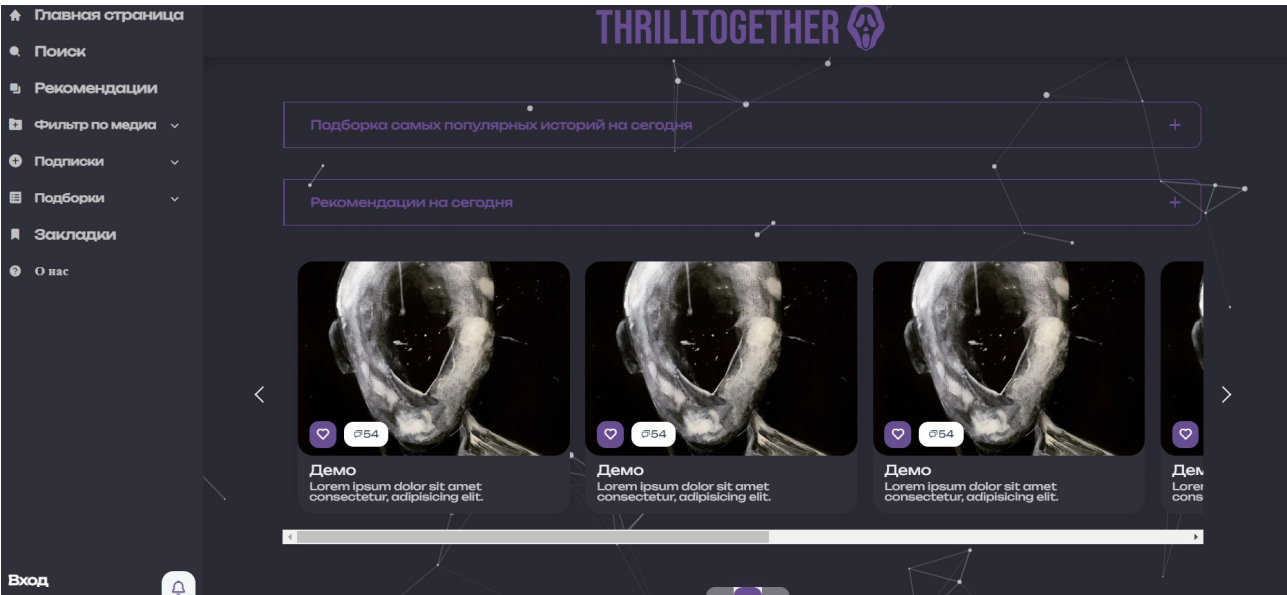 Главная страница
THRILLTOGETHER
Поиск
Рекомендации
Фильтр по медиа
Подписки
Подборки
Закладки
О нас
Подборка самых популярных историй на сегодня
+
Рекомендации на сегодня
+
54
54
54
Демо
Lorem ipsum dolor sit amet
consectetur, adipisicing elit.
Демо
Lorem ipsum dolor sit amet
consectetur, adipisicing elit.
Демо
Lorem ipsum dolor sit amet
consectetur, adipisicing elit.
Вход